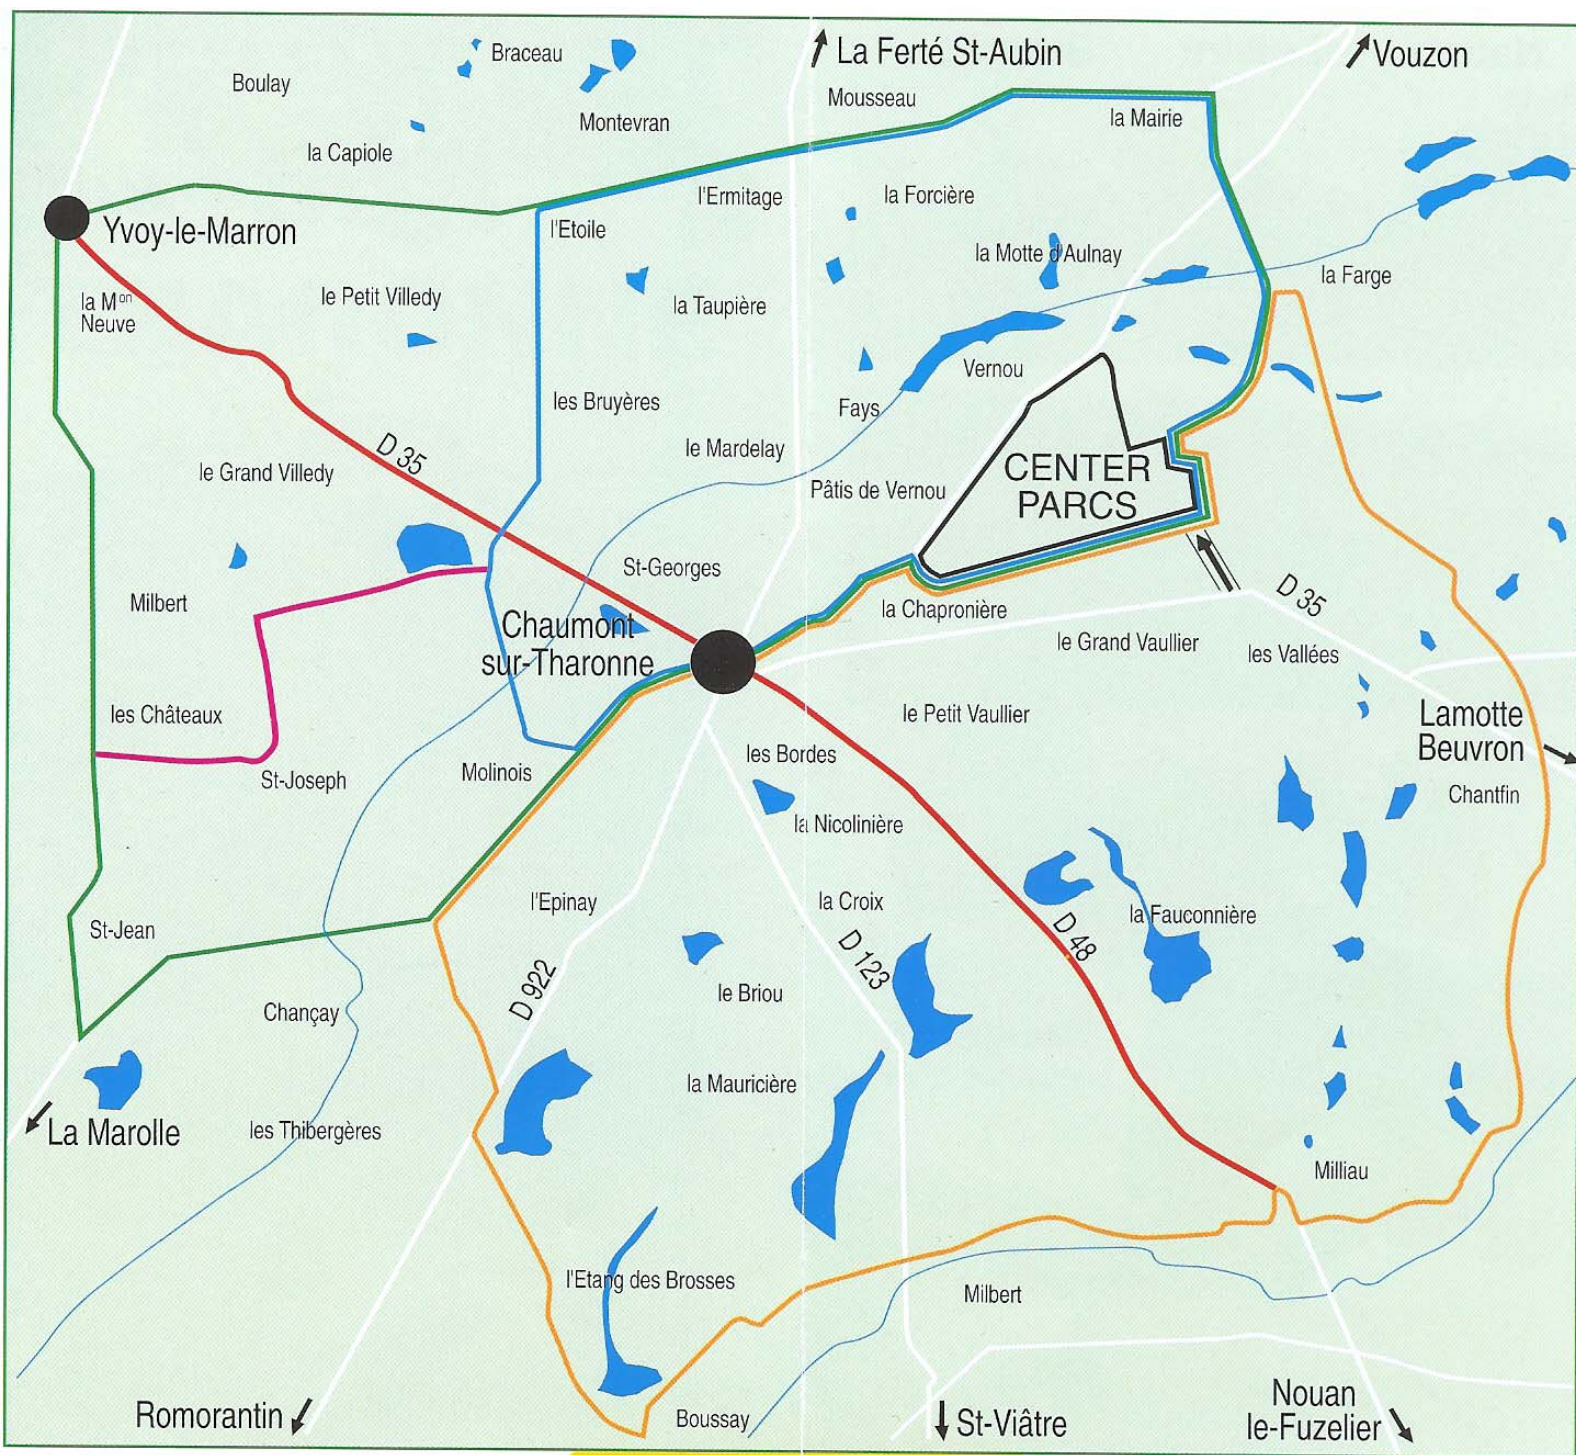 La Ferté St-Aubin
Vouzon
Braceau
Boulay
Mousseau
Montevran
la Mairie
la Capiole
l'Ermitage
la Forcière
Yvoy-le-Marron
l'Etoile
la Motte d'Aulnay
la Farge
la Mon
Neuve
le Petit Villedy
la Taupière
Vernou
les Bruyères
Fays
D 35
le Mardelay
le Grand Villedy
CENTER
PARCS
Pâtis de Vernou
St-Georges
D 35
Milbert
la Chapronière
Chaumont
sur-Tharonne
le Grand Vaullier
les Vallées
les Châteaux
le Petit Vaullier
Lamotte
Beuvron
les Bordes
Molinois
St-Joseph
Chantfin
la Nicolinière
l'Epinay
la Croix
la Fauconnière
St-Jean
D 48
D 123
D 922
le Briou
Chançay
la Mauricière
La Marolle
les Thibergères
Milliau
l'Etang des Brosses
Milbert
Romorantin
Boussay
St-Viâtre
Nouan
le-Fuzelier